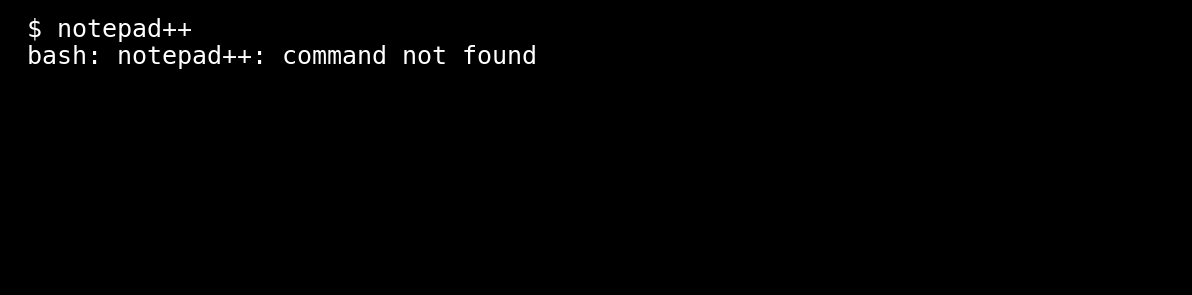 $ notepad++
bash: notepad++: command not found